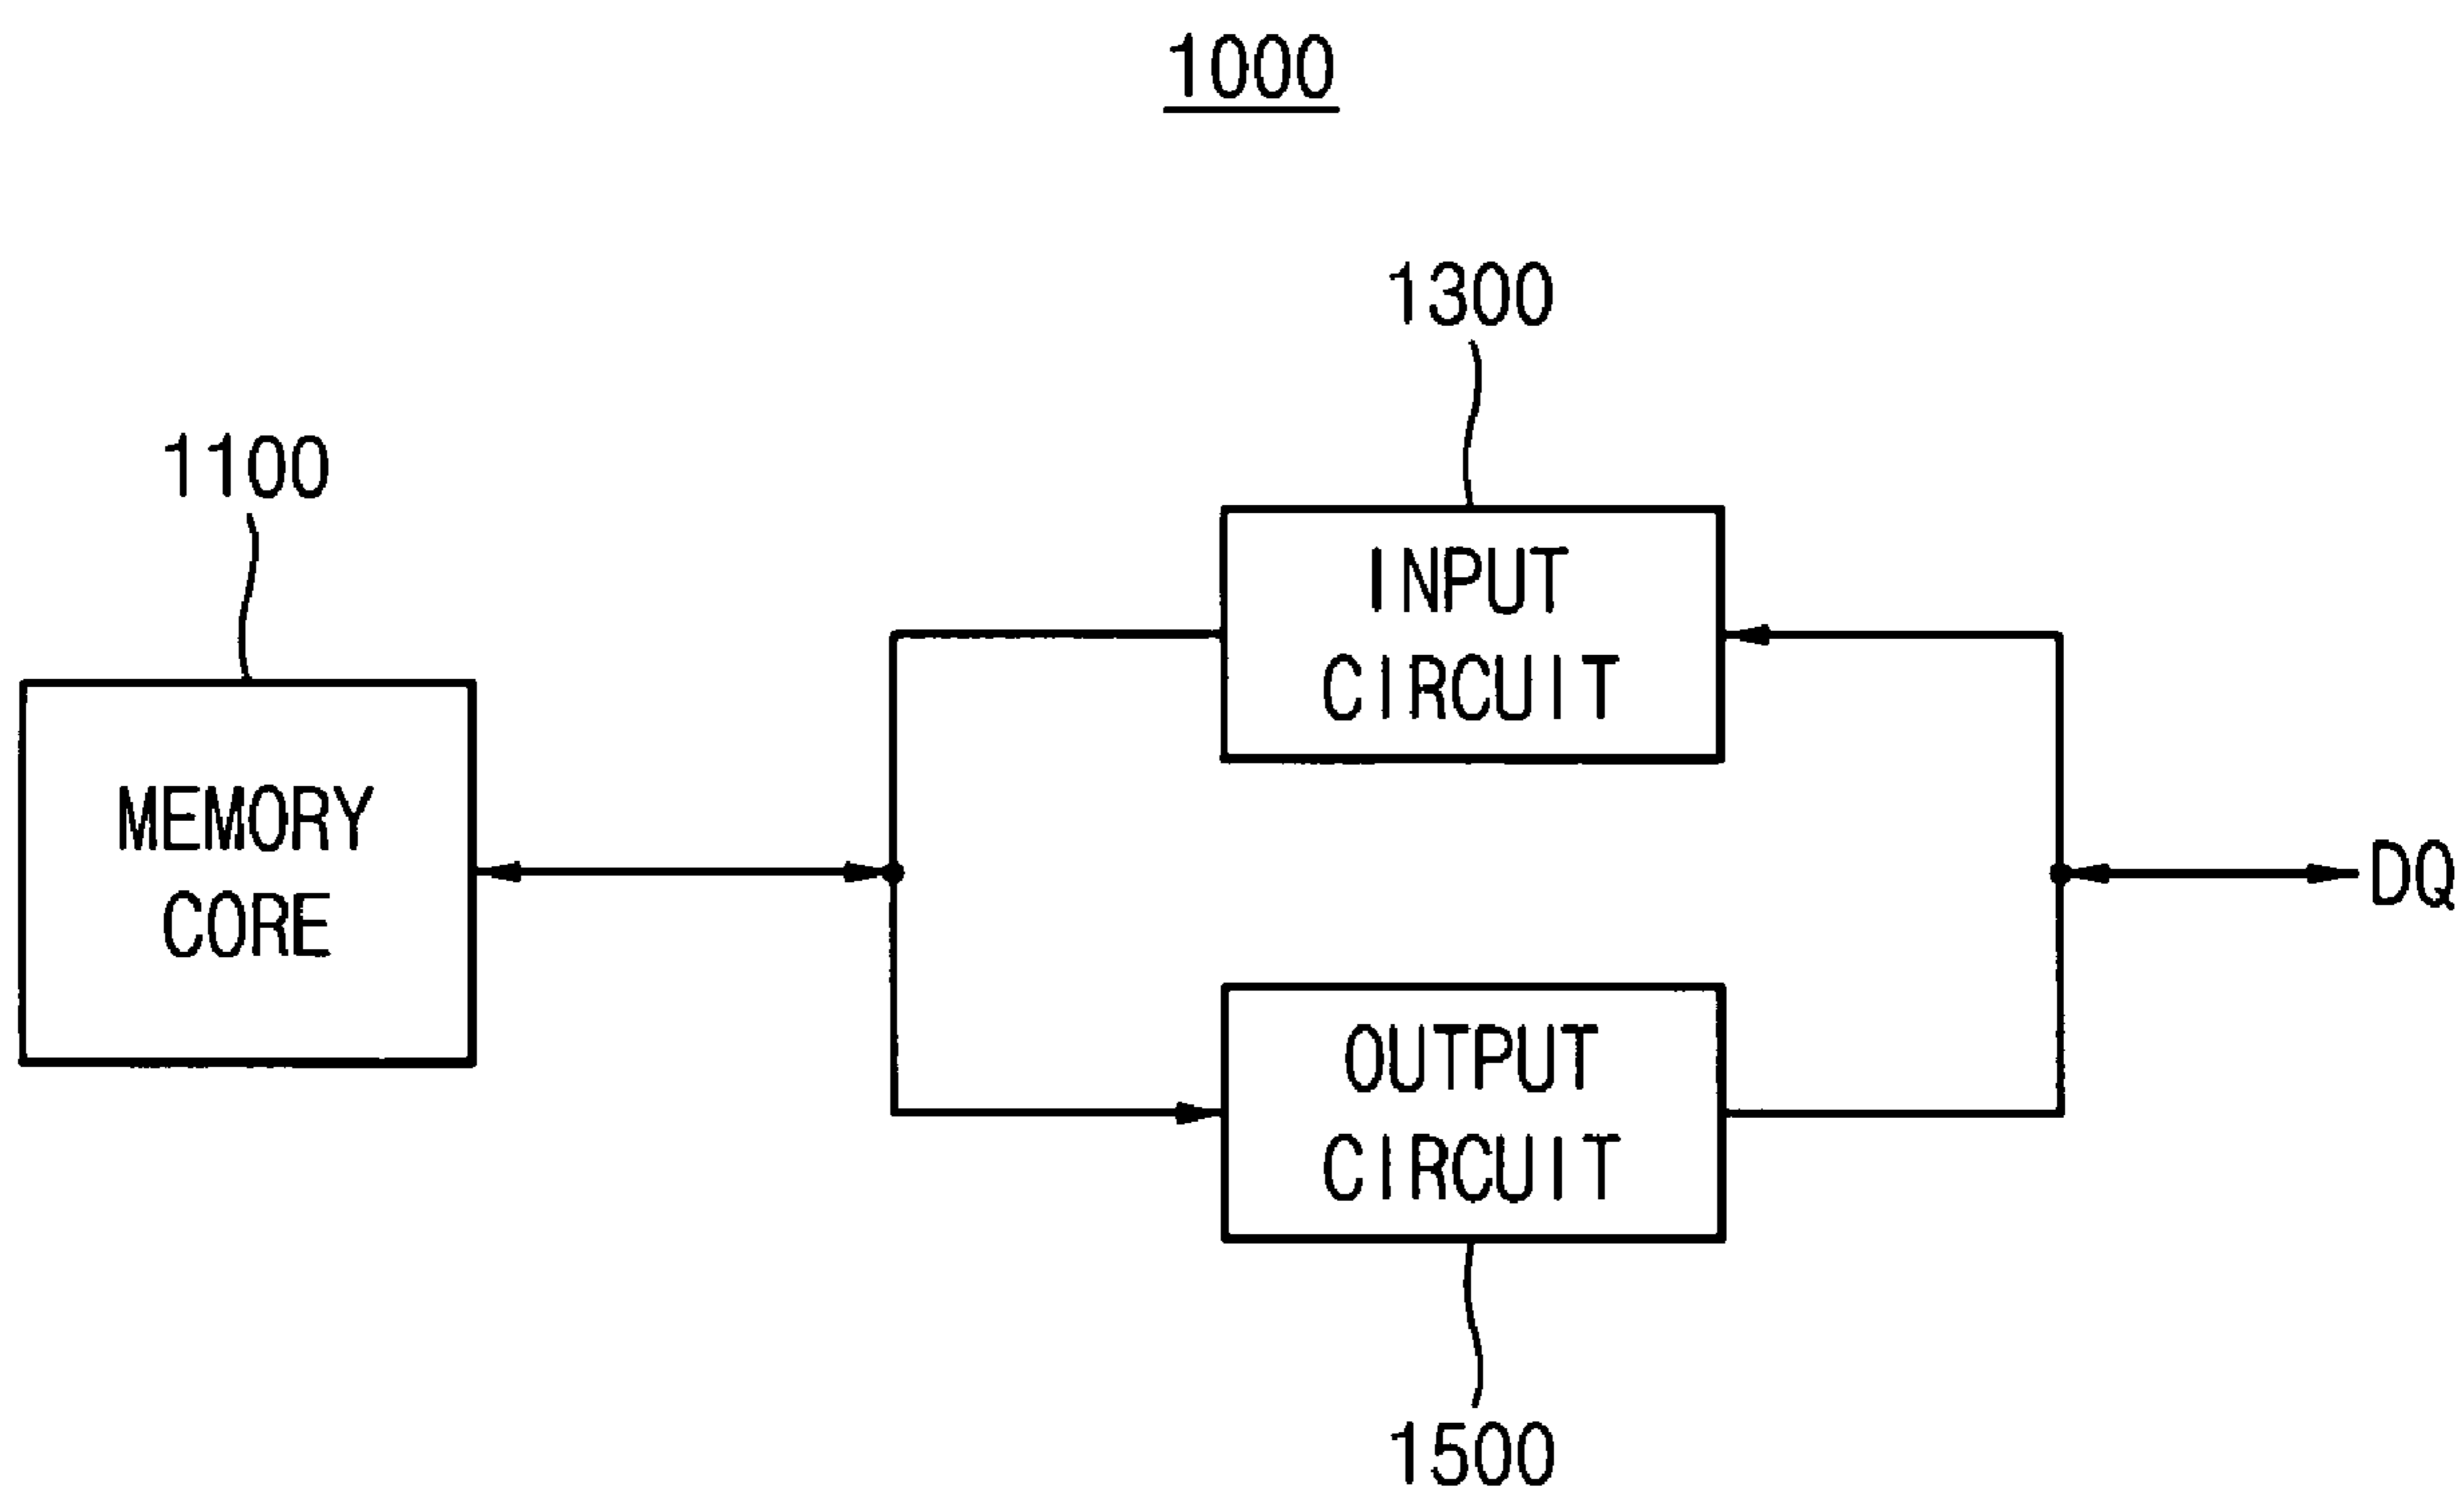 1000
1300
1100
INPUT
CIRCUIT
MEMORY
CORE
DQ
OUTPUT
CIRCUIT
1500